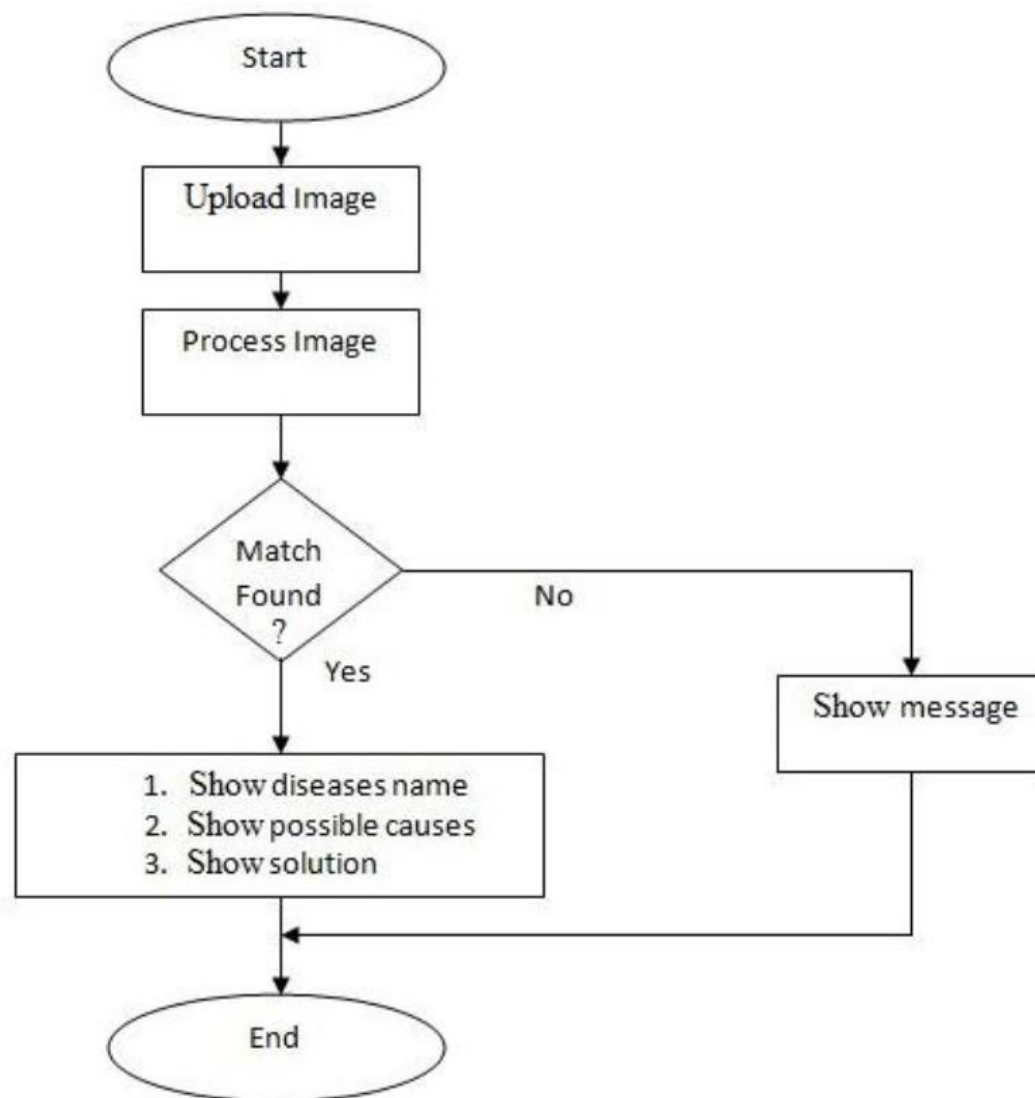 Start
Upload Image
Process Image
Match
Found
?
No
Yes
Show message
1. Show diseases name
2. Show possible causes
3. Show solution
End